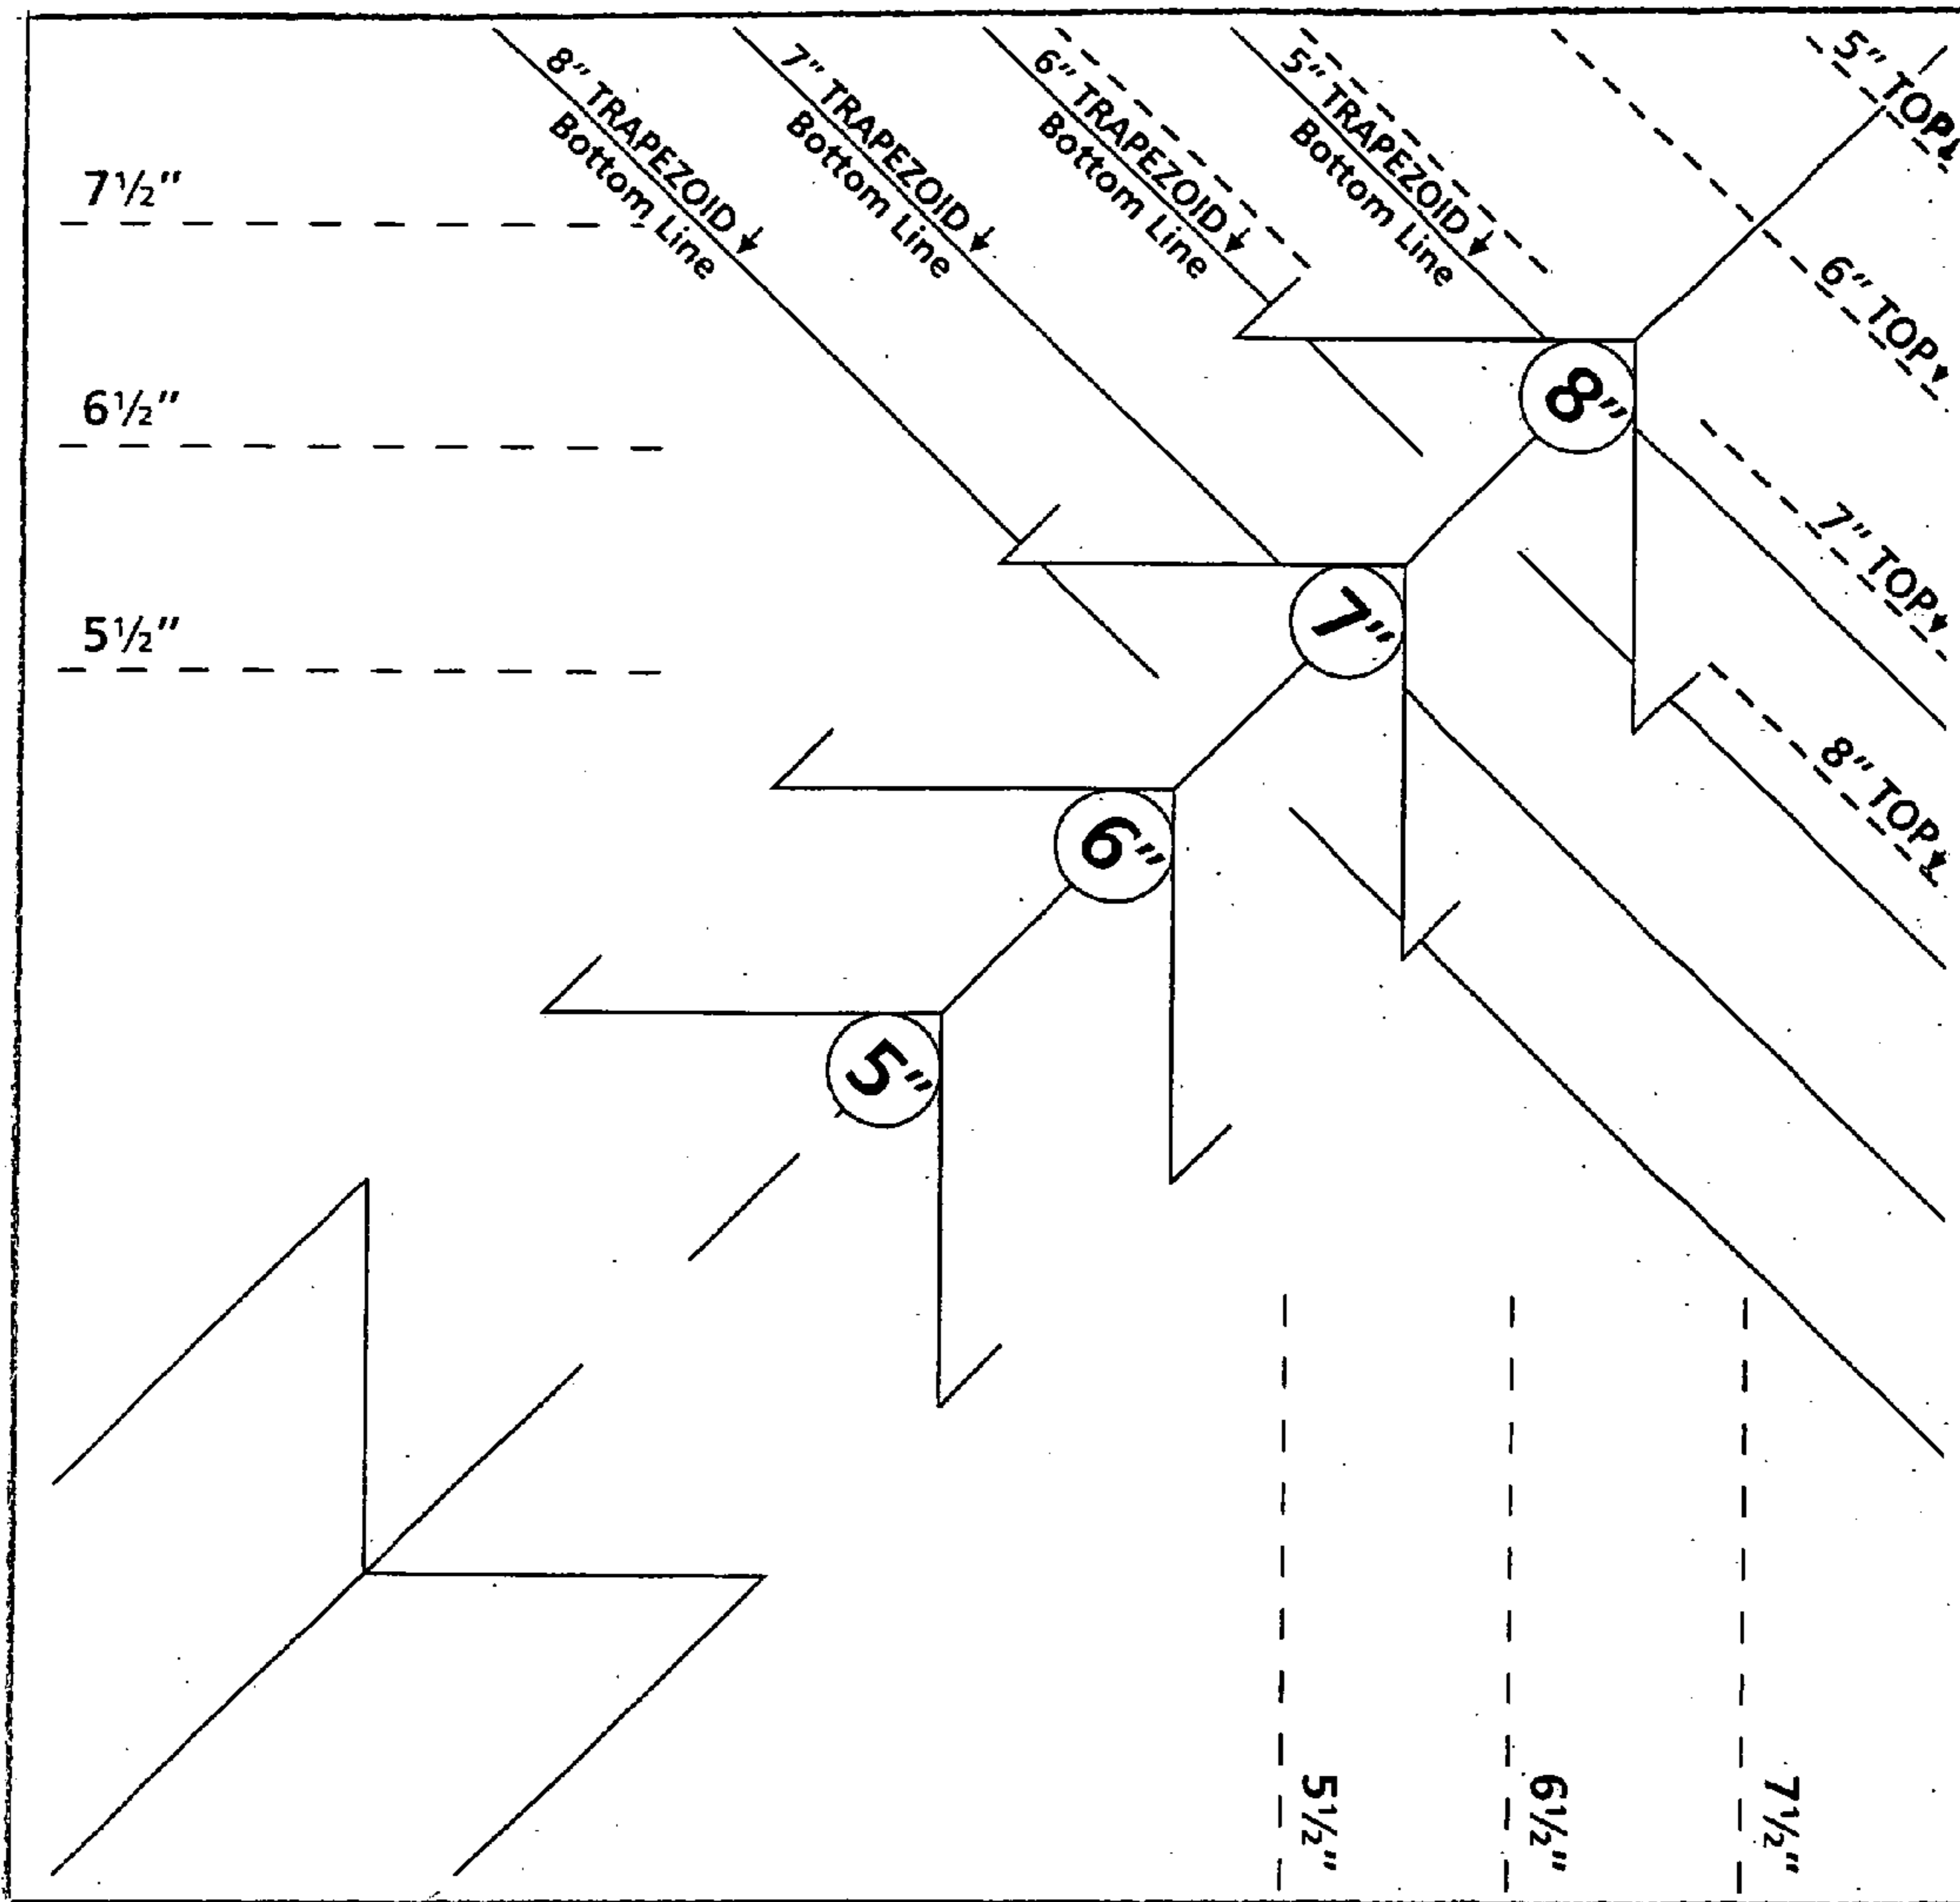 8" TRAPEZOID
Bottom Line
7" TRAPEZOID
Bottom Line
6" TRAPEZOID
Bottom Line
5" TRAPEZOID
Bottom Line
5" TOP
6" TOP
7" TOP
8" TOP
7½"
6½"
5½"
8"
7"
6"
5"
5½"
6½"
7½"